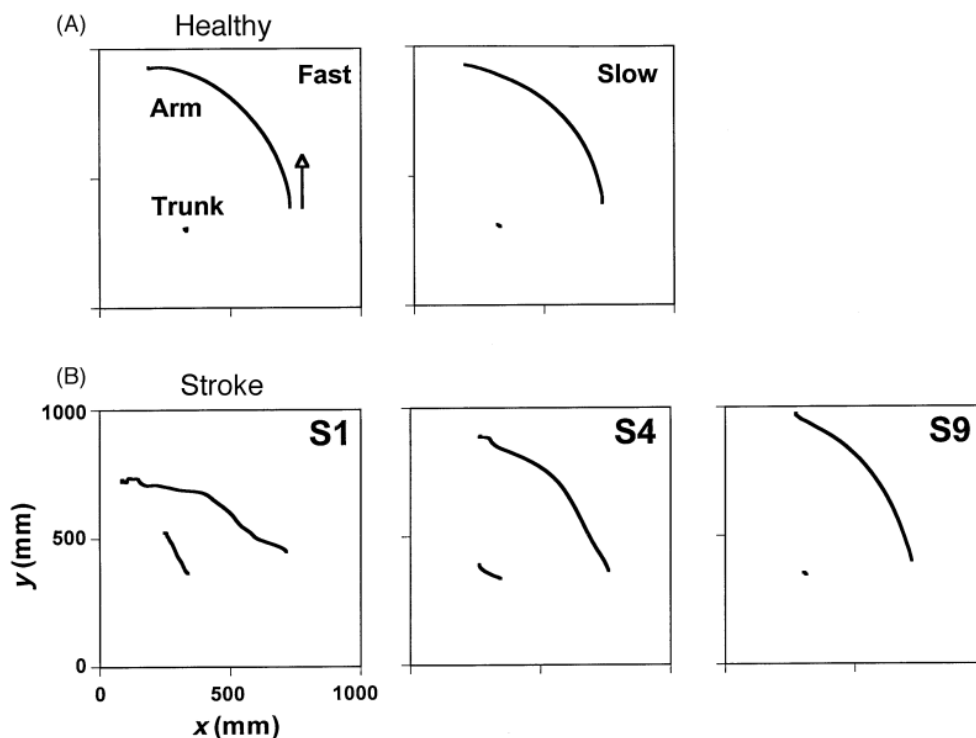 (A) Healthy
Fast
Slow
Arm
Trunk
(B) Stroke
1000
S1
S4
S9
y (mm)
500
0
0 500 1000
x (mm)